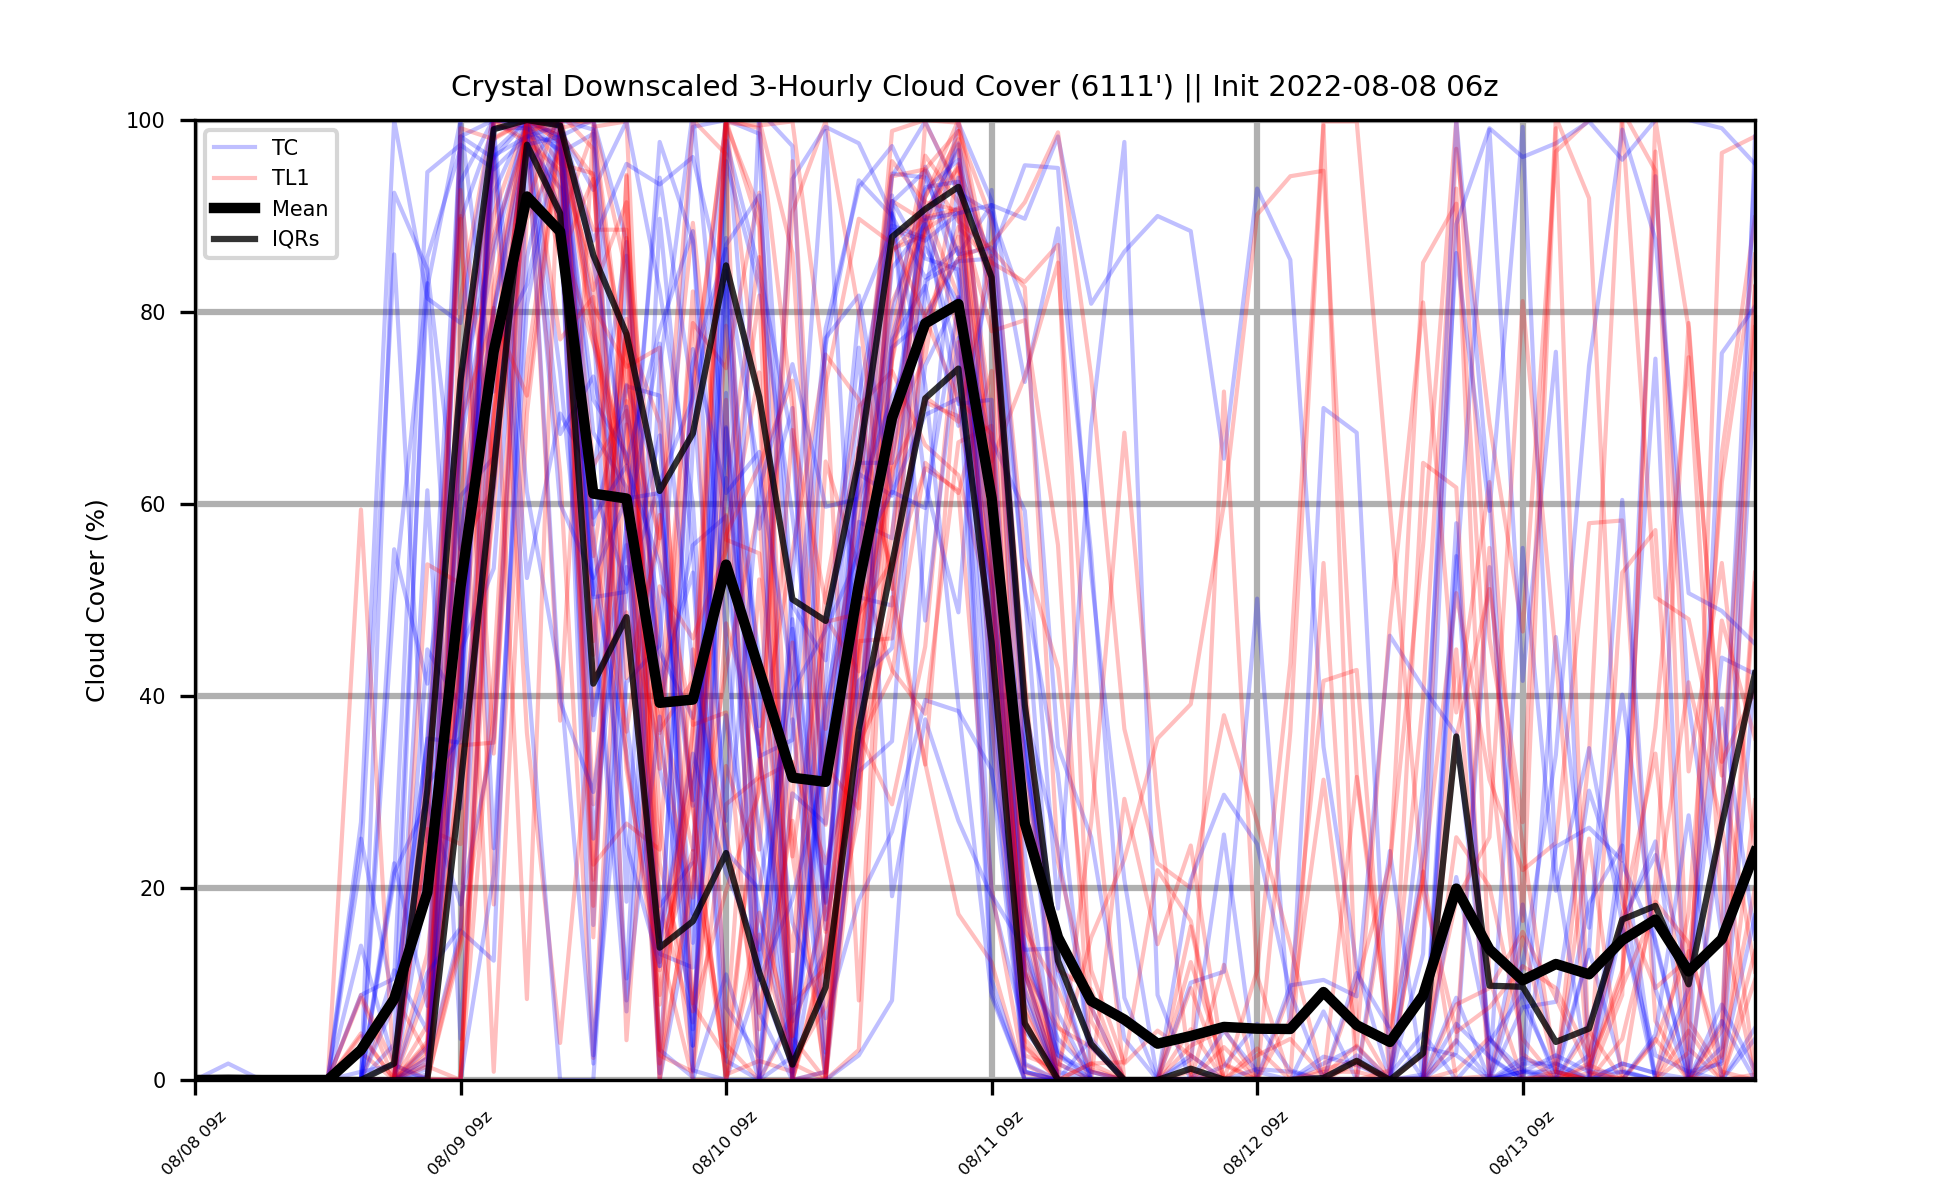 Crystal Downscaled 3-Hourly Cloud Cover (6111') || Init 2022-08-08 06z
TC
TL1
Mean
IQRs
Cloud Cover (%)
100
80
60
40
20
0
08/08 09z
08/09 09z
08/10 09z
08/11 09z
08/12 09z
08/13 09z